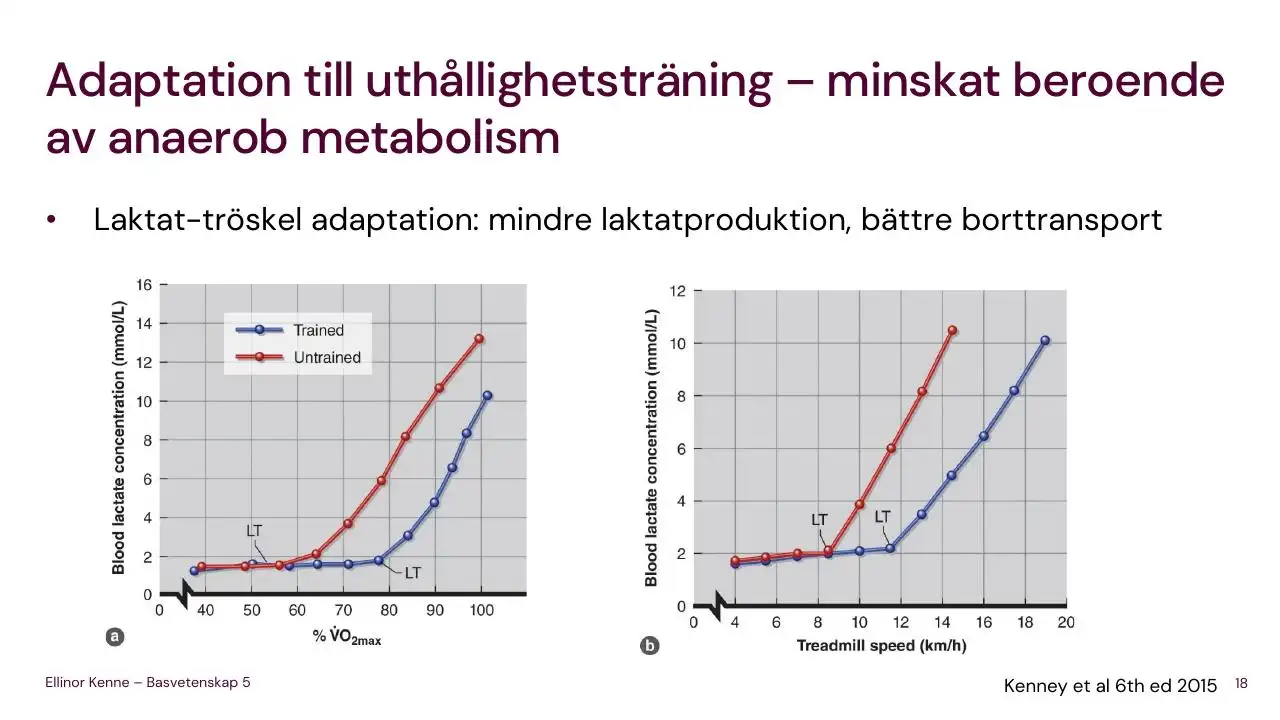 Adaptation till uthållighetsträning – minskat beroende
av anaerob metabolism
• Laktat-tröskel adaptation: mindre laktatproduktion, bättre borttransport
Blood lactate concentration (mmol/L)
16
14
12
10
8
6
4
2
0
Trained
Untrained
LT
LT
0 40 50 60 70 80 90 100
% V̇O2max
a
Blood lactate concentration (mmol/L)
12
10
8
6
4
2
0
LT
LT
0 4 6 8 10 12 14 16 18 20
Treadmill speed (km/h)
b
Ellinor Kenne – Basvetenskap 5
Kenney et al 6th ed 2015
18